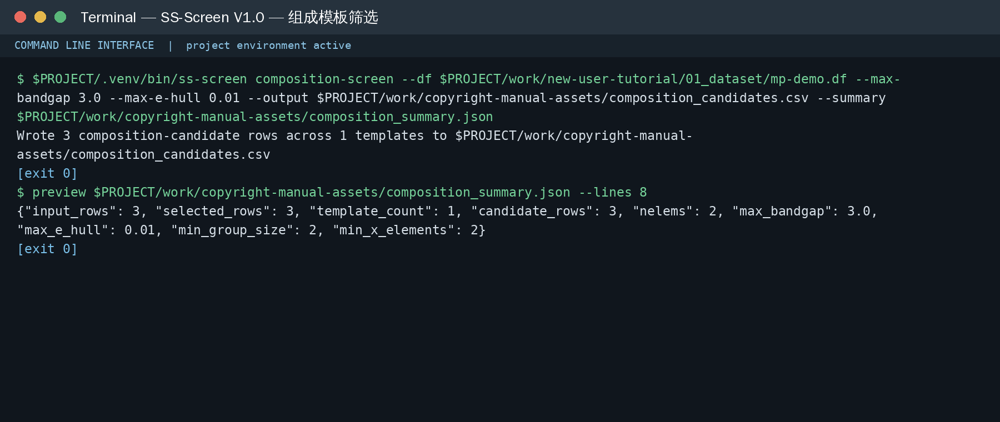 Terminal — SS-Screen V1.0 — 组成模板筛选
COMMAND LINE INTERFACE | project environment active
$ $PROJECT/.venv/bin/ss-screen composition-screen --df $PROJECT/work/new-user-tutorial/01_dataset/mp-demo.df --max-
bandgap 3.0 --max-e-hull 0.01 --output $PROJECT/work/copyright-manual-assets/composition_candidates.csv --summary
$PROJECT/work/copyright-manual-assets/composition_summary.json
Wrote 3 composition-candidate rows across 1 templates to $PROJECT/work/copyright-manual-
assets/composition_candidates.csv
[exit 0]
$ preview $PROJECT/work/copyright-manual-assets/composition_summary.json --lines 8
{"input_rows": 3, "selected_rows": 3, "template_count": 1, "candidate_rows": 3, "nelems": 2, "max_bandgap": 3.0,
"max_e_hull": 0.01, "min_group_size": 2, "min_x_elements": 2}
[exit 0]